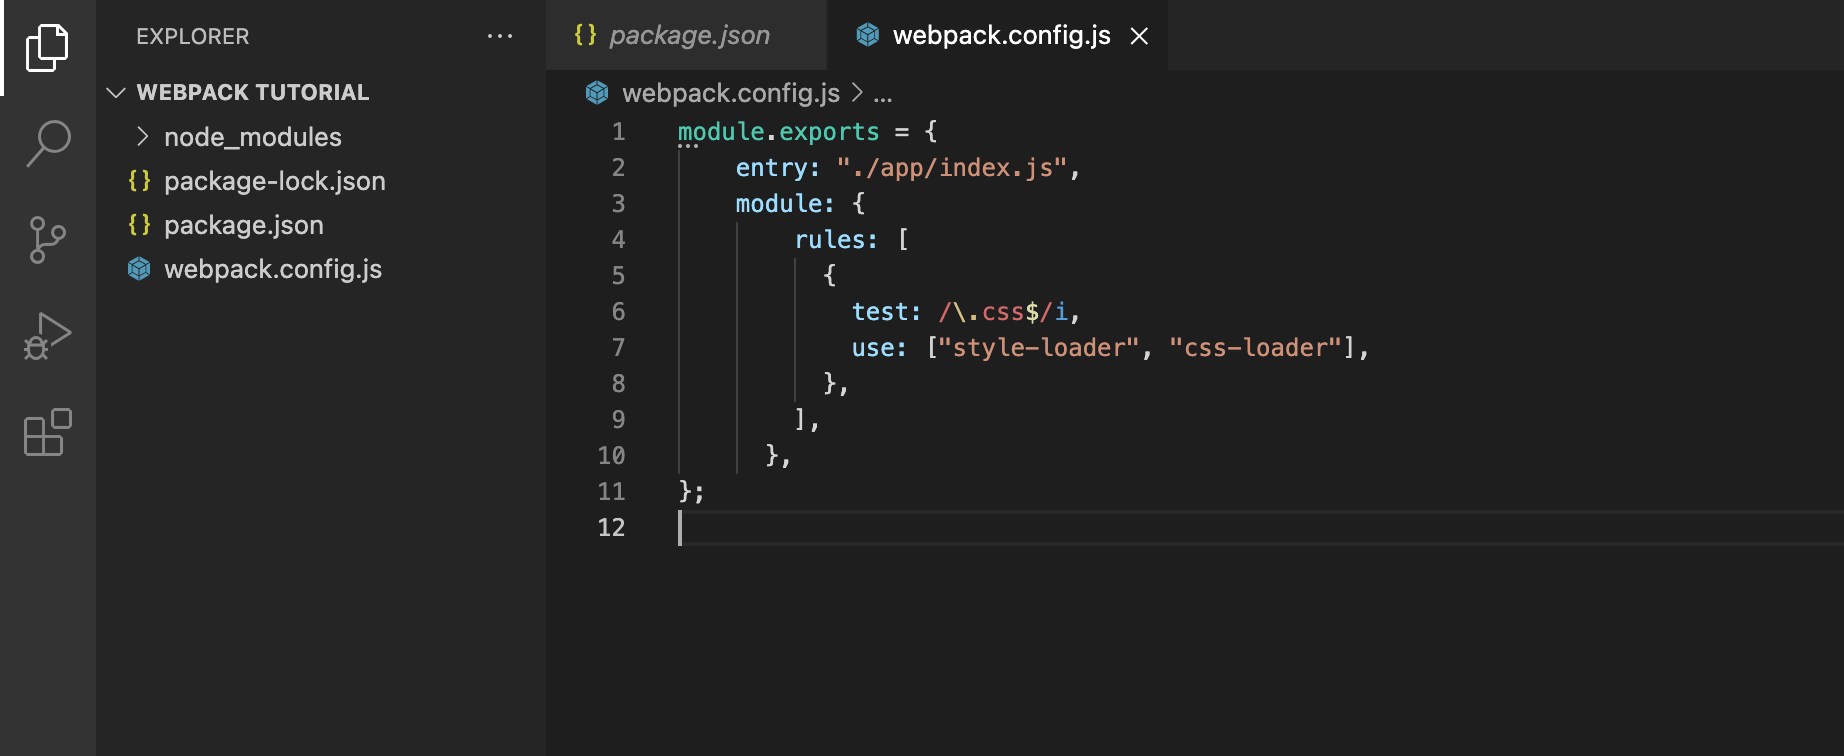 EXPLORER
WEBPACK TUTORIAL
node_modules
{} package-lock.json
{} package.json
webpack.config.js
{} package.json
webpack.config.js
webpack.config.js > ...
1 module.exports = {
2 entry: "./app/index.js",
3 module: {
4 rules: [
5 {
6 test: /\.css$/i,
7 use: ["style-loader", "css-loader"],
8 },
9 ],
10 },
11 };
12